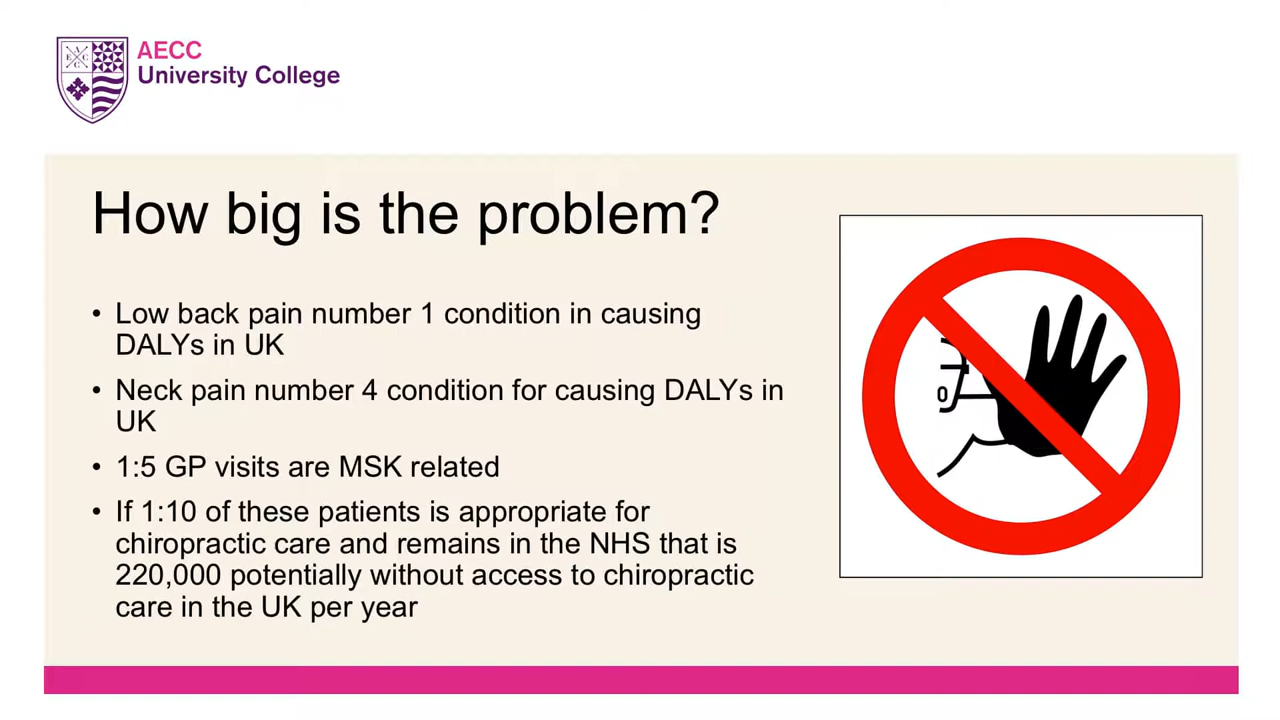 AECC
University College
How big is the problem?
• Low back pain number 1 condition in causing
DALYs in UK
• Neck pain number 4 condition for causing DALYs in
UK
• 1:5 GP visits are MSK related
• If 1:10 of these patients is appropriate for
chiropractic care and remains in the NHS that is
220,000 potentially without access to chiropractic
care in the UK per year